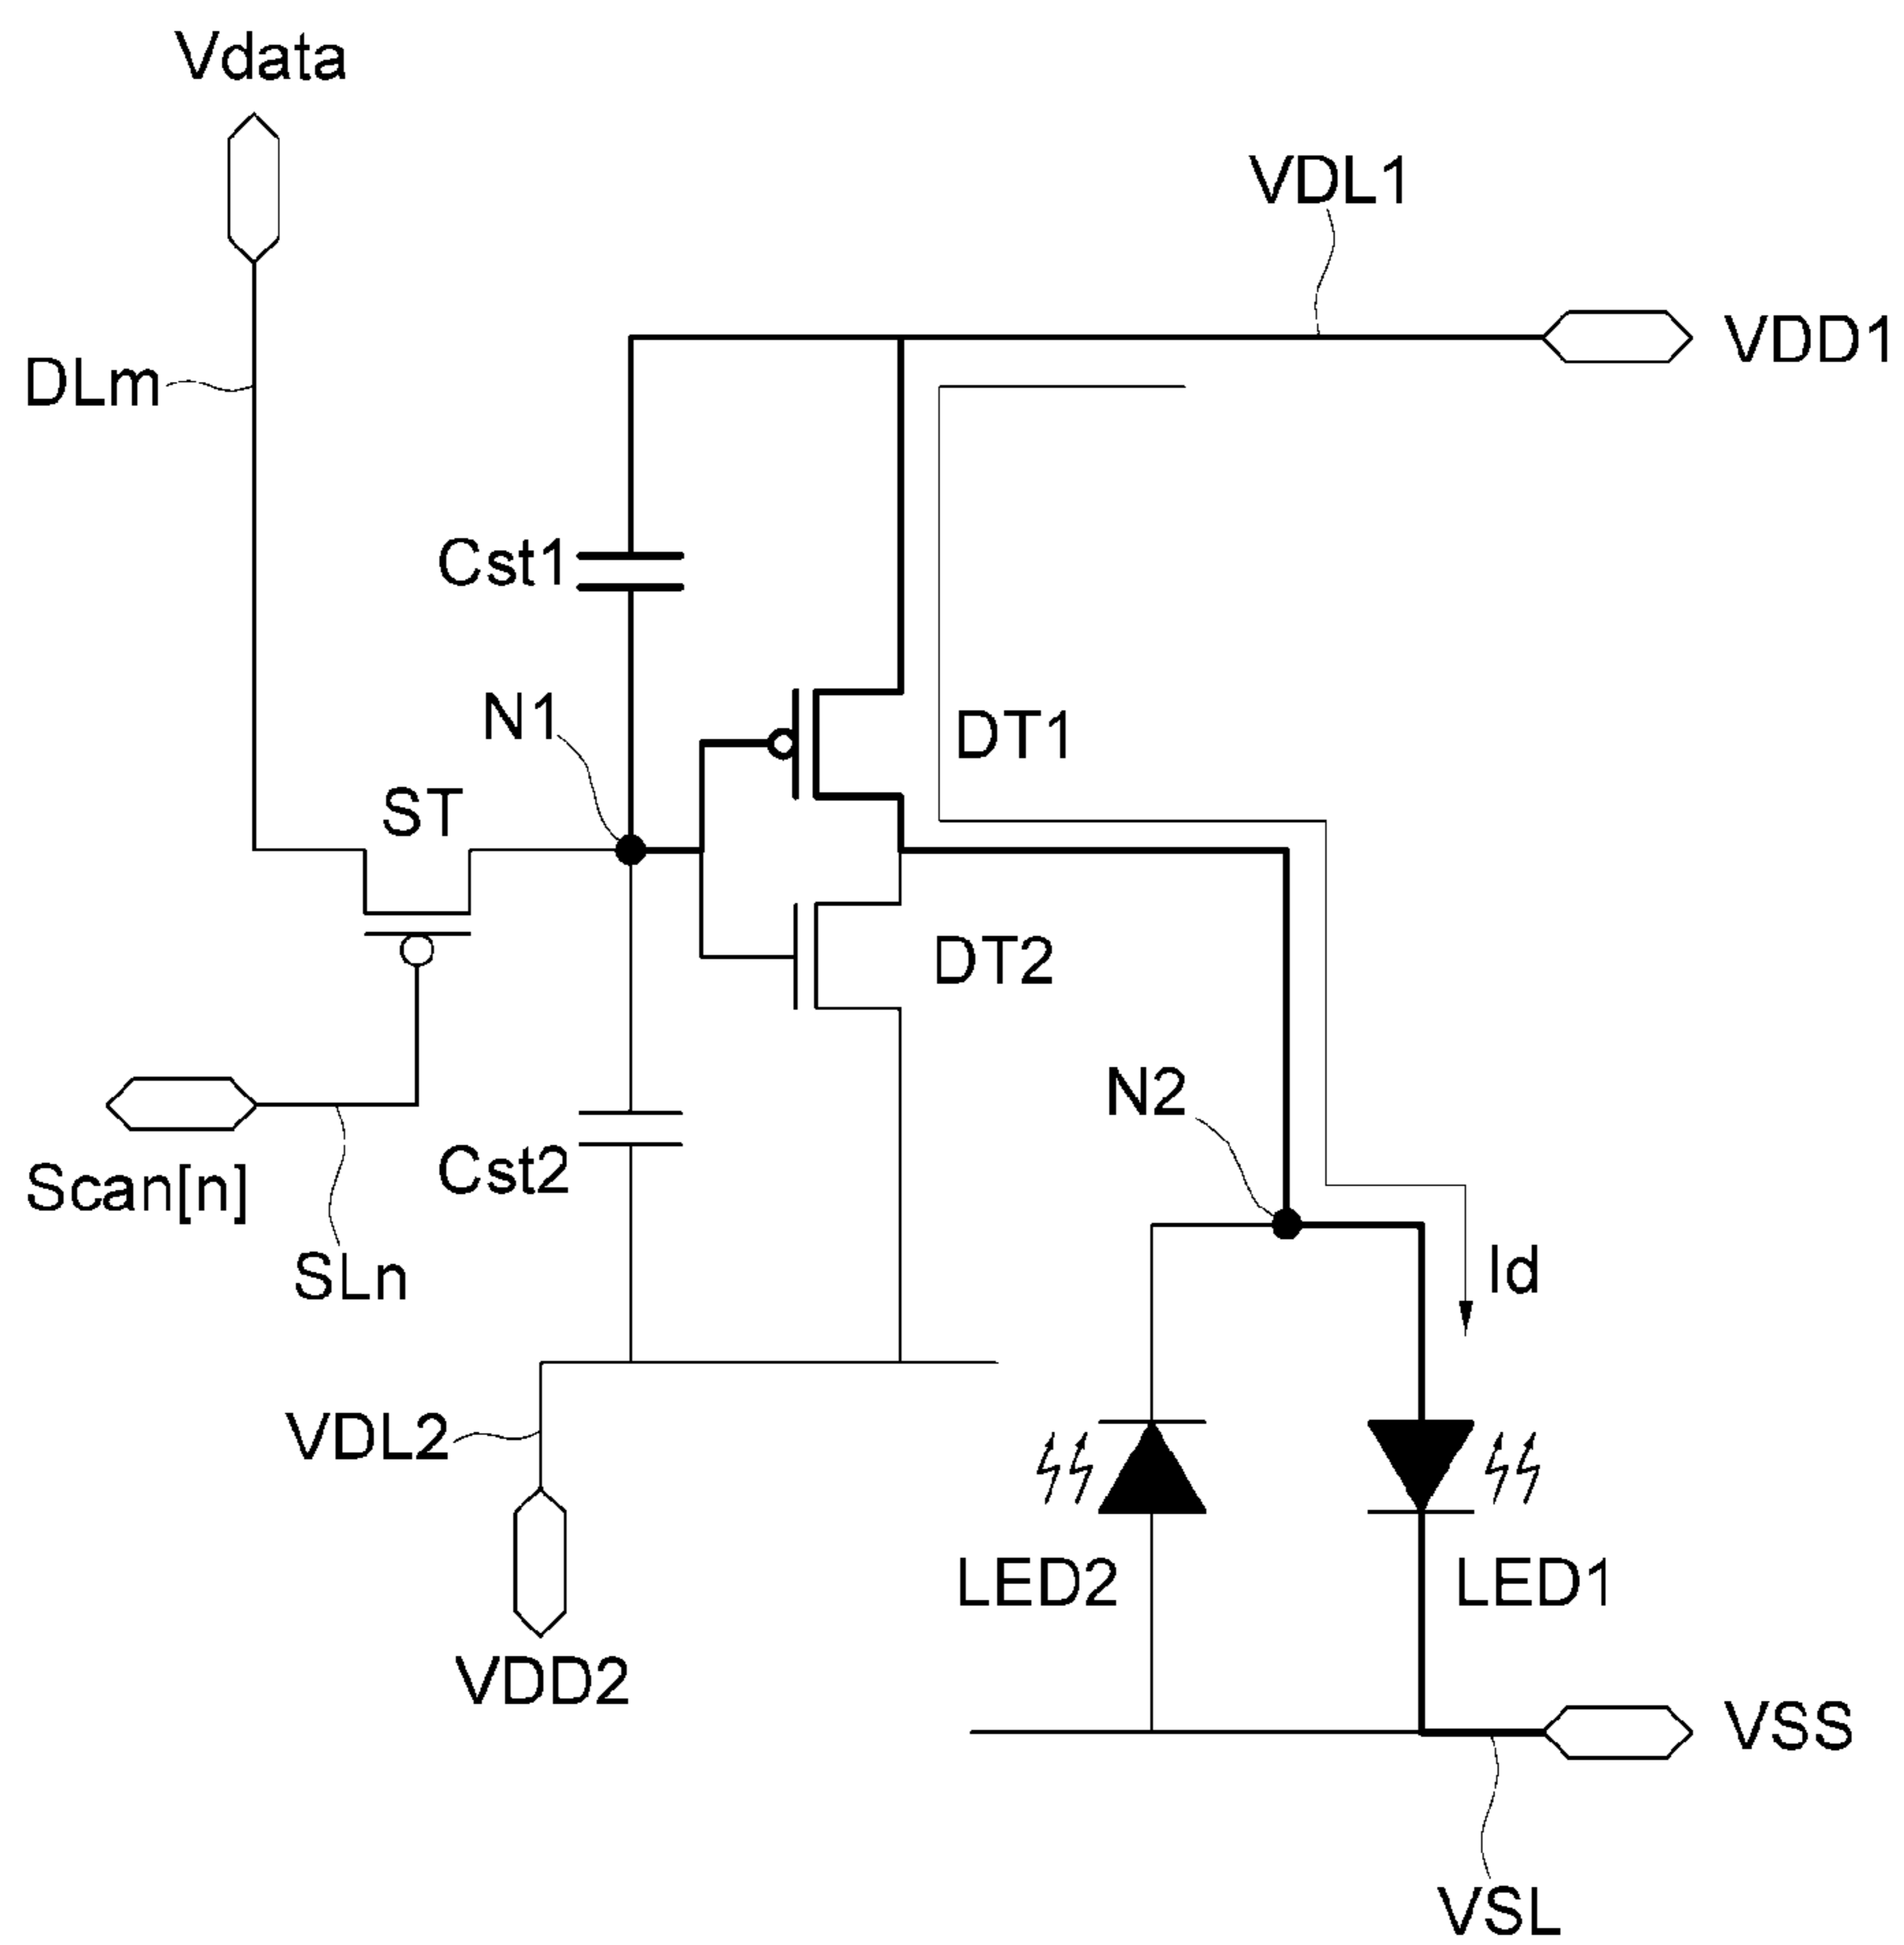 Vdata
VDL1
VDD1
DLm
Cst1
N1
DT1
ST
DT2
N2
Cst2
Scan[n]
SLn
Id
VDL2
LED2
LED1
VDD2
VSS
VSL